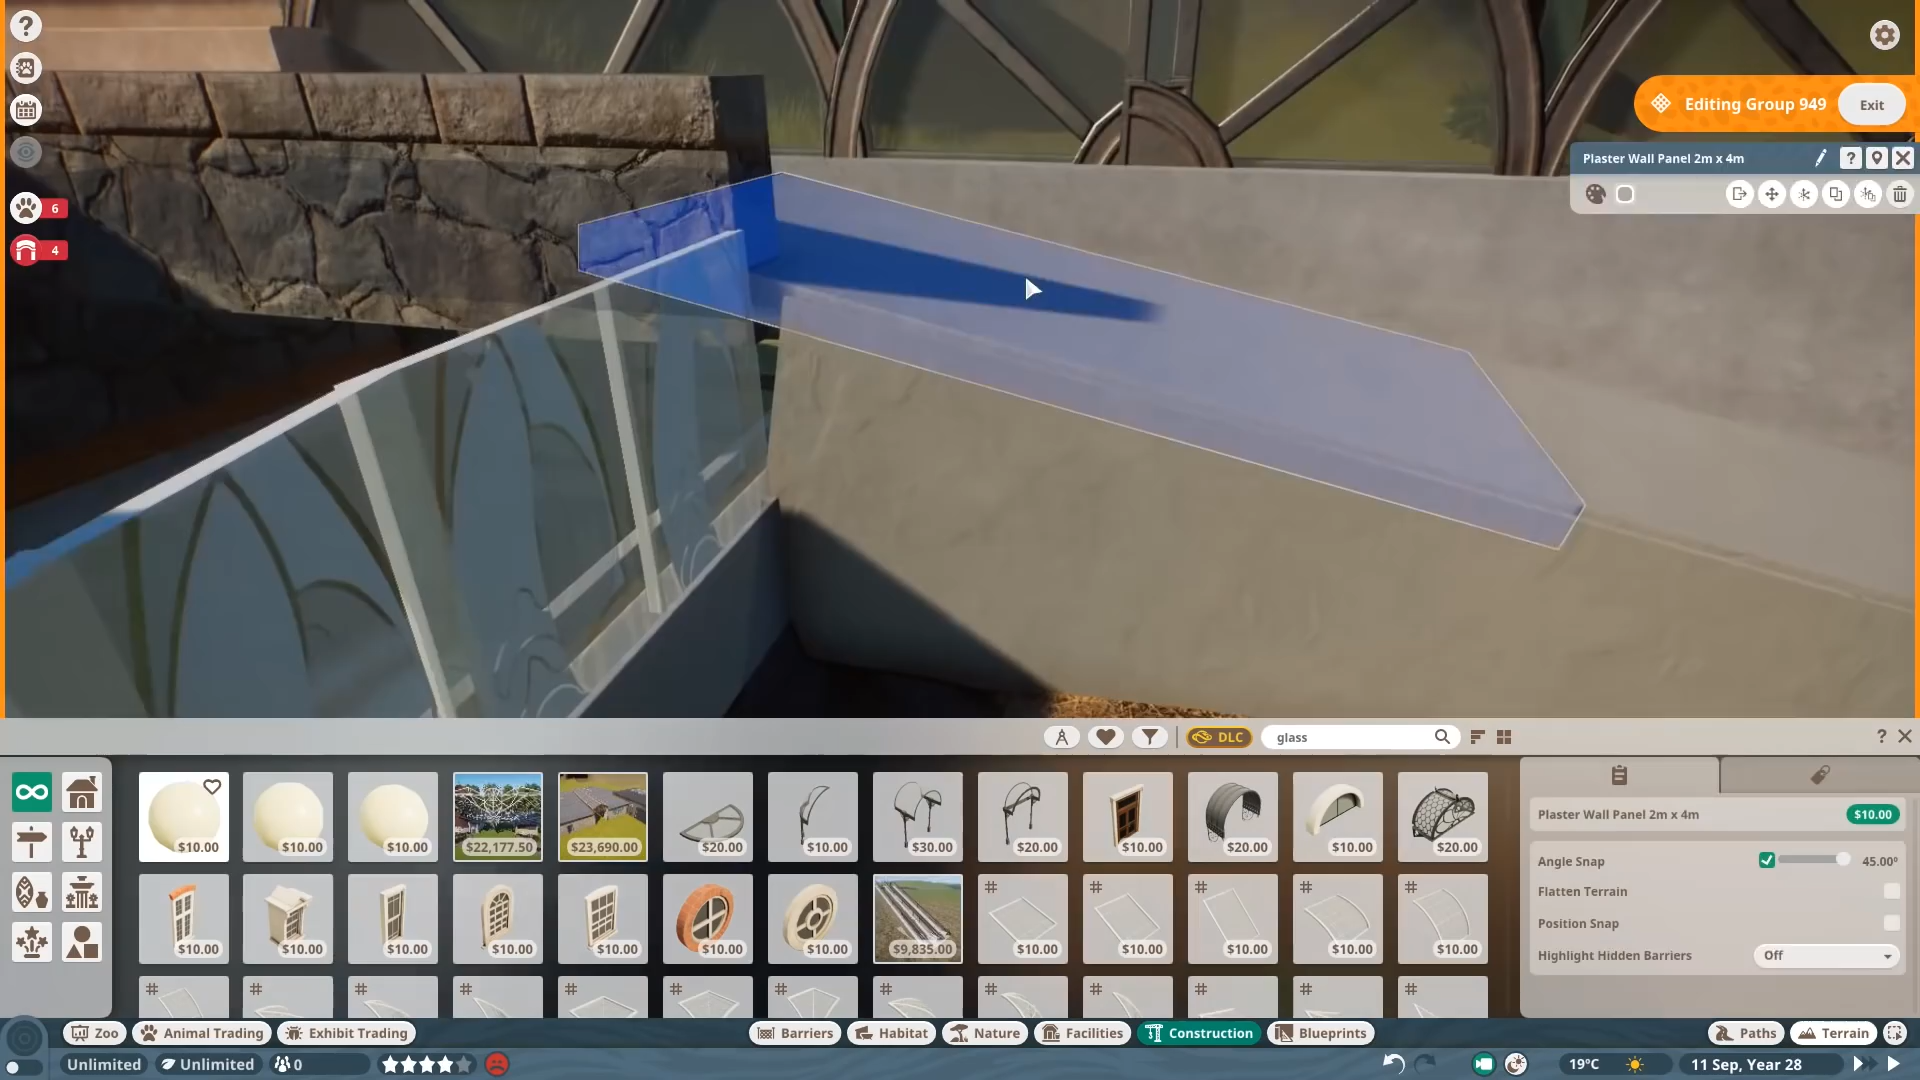 ?
Editing Group 949
Exit
Plaster Wall Panel 2m x 4m
?
6
4
DLC
glass
?
$10.00
$10.00
$10.00
$22,177.50
$23,690.00
$20.00
$10.00
$30.00
$20.00
$10.00
$20.00
$10.00
$20.00
$10.00
$10.00
$10.00
$10.00
$10.00
$10.00
$10.00
$9,835.00
$10.00
$10.00
$10.00
$10.00
$10.00
Plaster Wall Panel 2m x 4m
$10.00
Angle Snap
45.00°
Flatten Terrain
Position Snap
Highlight Hidden Barriers
Off
Zoo
Animal Trading
Exhibit Trading
Barriers
Habitat
Nature
Facilities
Construction
Blueprints
Paths
Terrain
Unlimited
Unlimited
0
19°C
11 Sep, Year 28